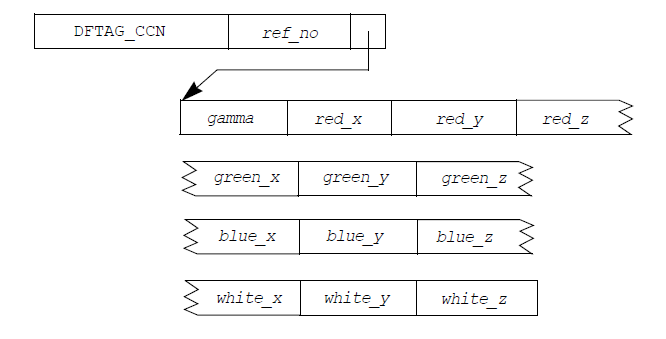 DFTAG_CCN ref_no
gamma red_x red_y red_z
green_x green_y green_z
blue_x blue_y blue_z
white_x white_y white_z